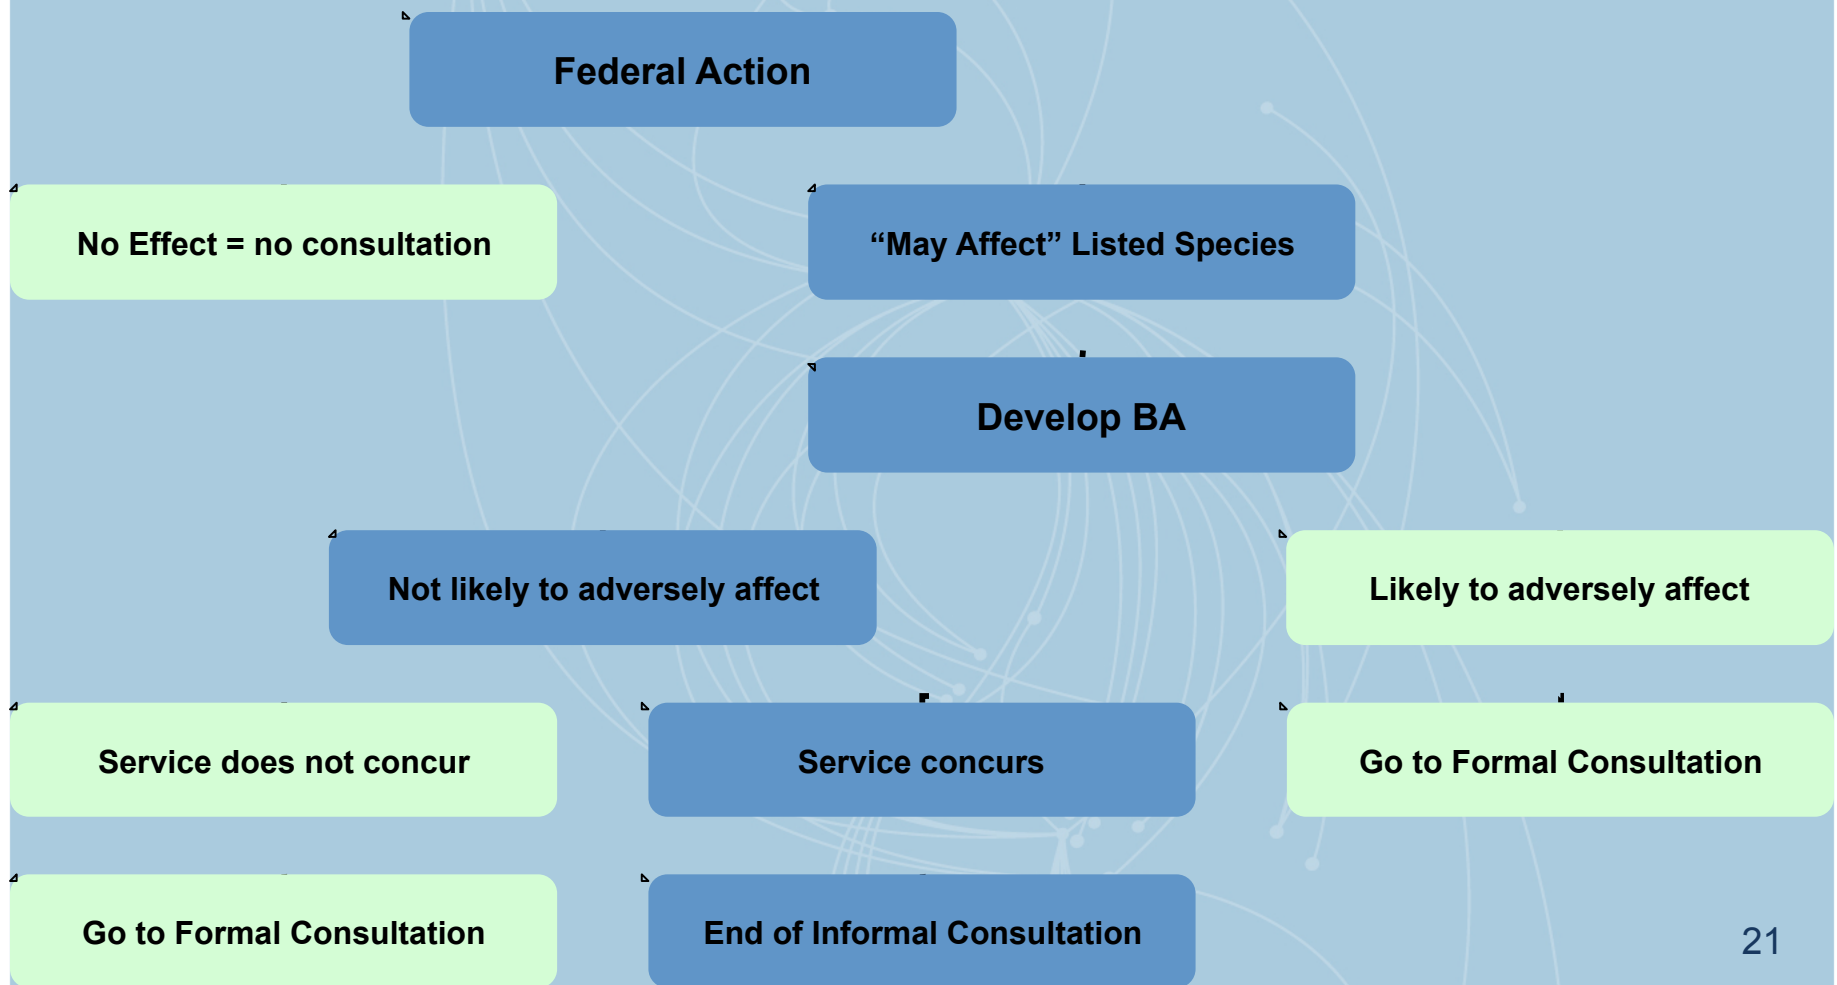 Federal Action
No Effect = no consultation
“May Affect” Listed Species
Develop BA
Not likely to adversely affect
Likely to adversely affect
Service does not concur
Service concurs
Go to Formal Consultation
Go to Formal Consultation
End of Informal Consultation
21